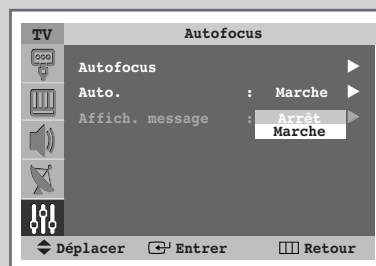 TV Autofocus
Autofocus
Auto. : Marche
Affich. message : Arrêt
Marche
Déplacer Entrer Retour